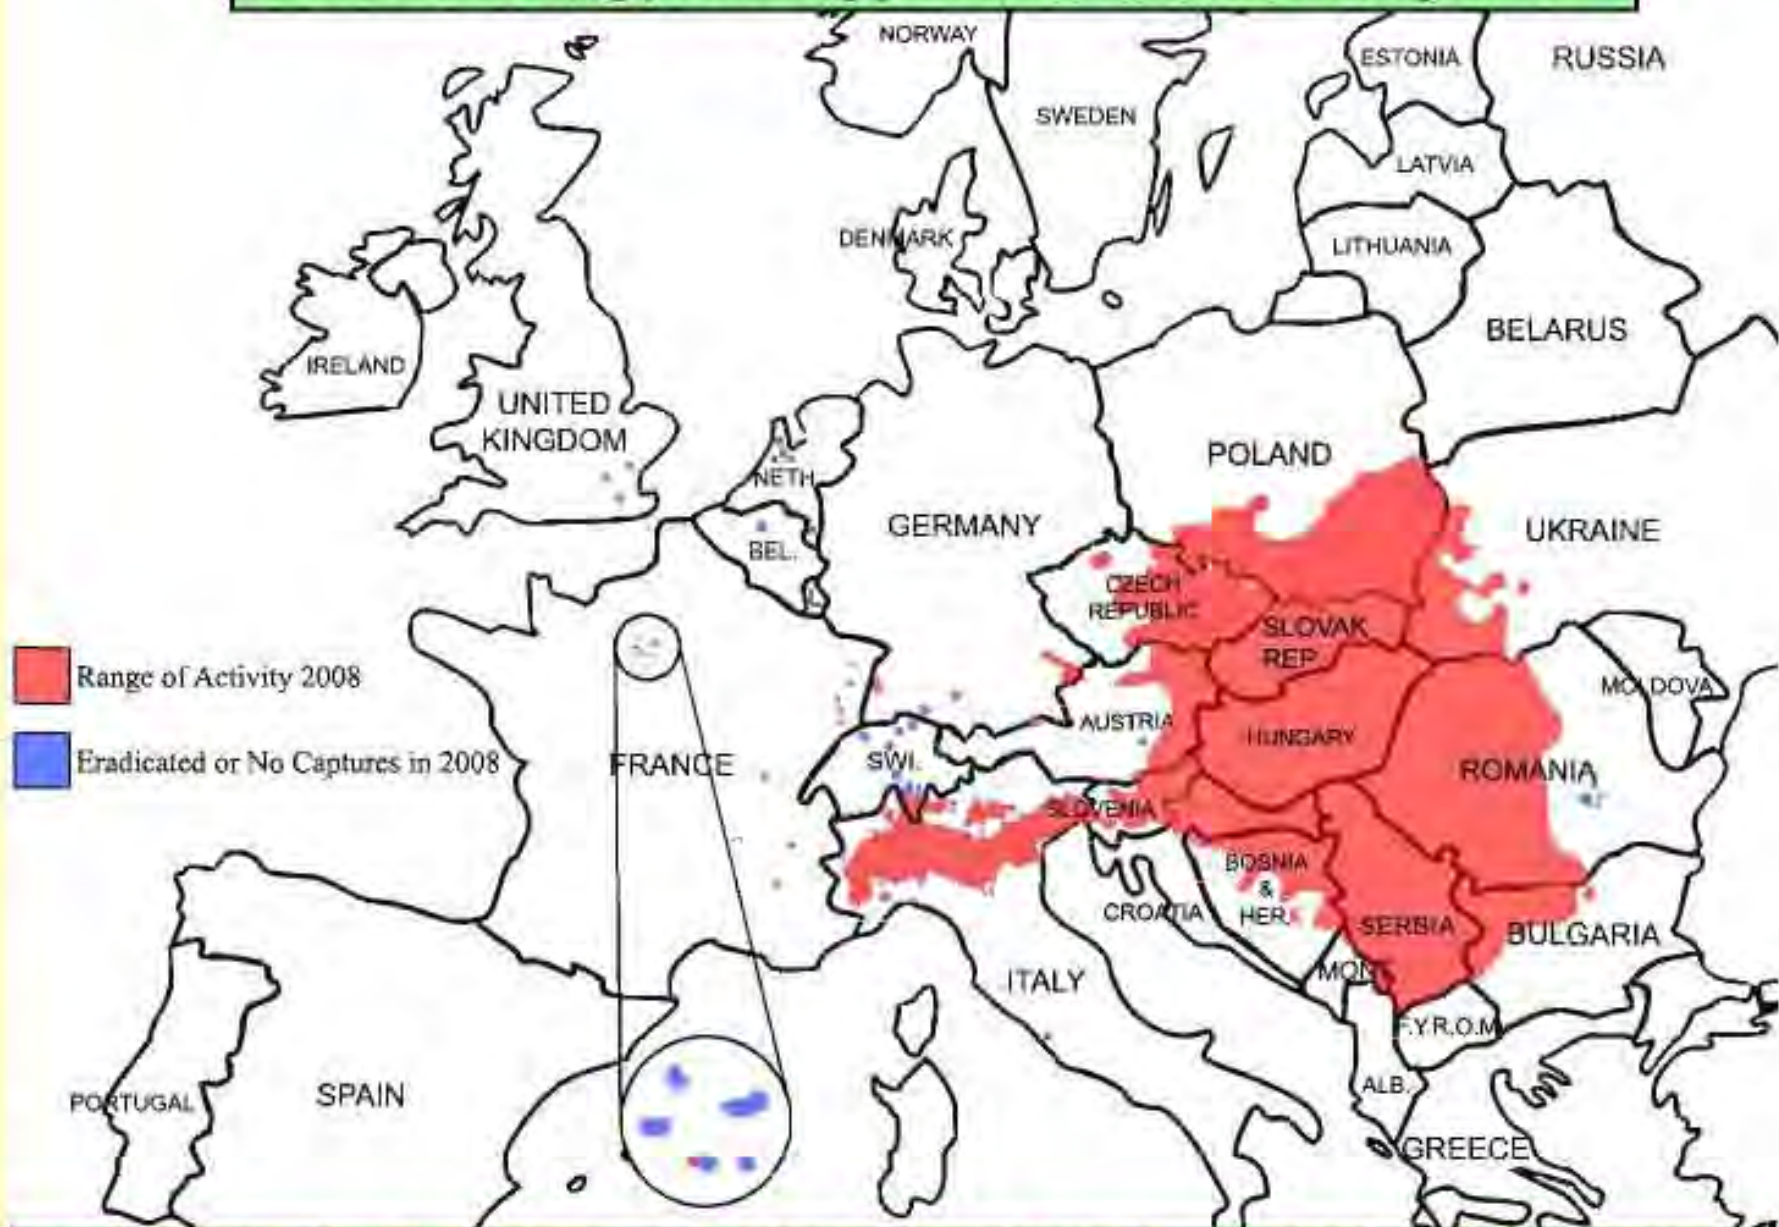 NORWAY
ESTONIA
RUSSIA
SWEDEN
LATVIA
DENMARK
LITHUANIA
BELARUS
IRELAND
UNITED
KINGDOM
POLAND
NETH
GERMANY
UKRAINE
BEL.
CZECH
REPUBLIC
L.
SLOVAK
REP.
Range of Activity 2008
MOLDOVA
AUSTRIA
HUNGARY
Eradicated or No Captures in 2008
FRANCE
SWI.
ROMANIA
SLOVENIA
BOSNIA
&
HER.
CROATIA
SERBIA
BULGARIA
ITALY
F.Y.R.O.M
ALB.
SPAIN
PORTUGAL
GREECE